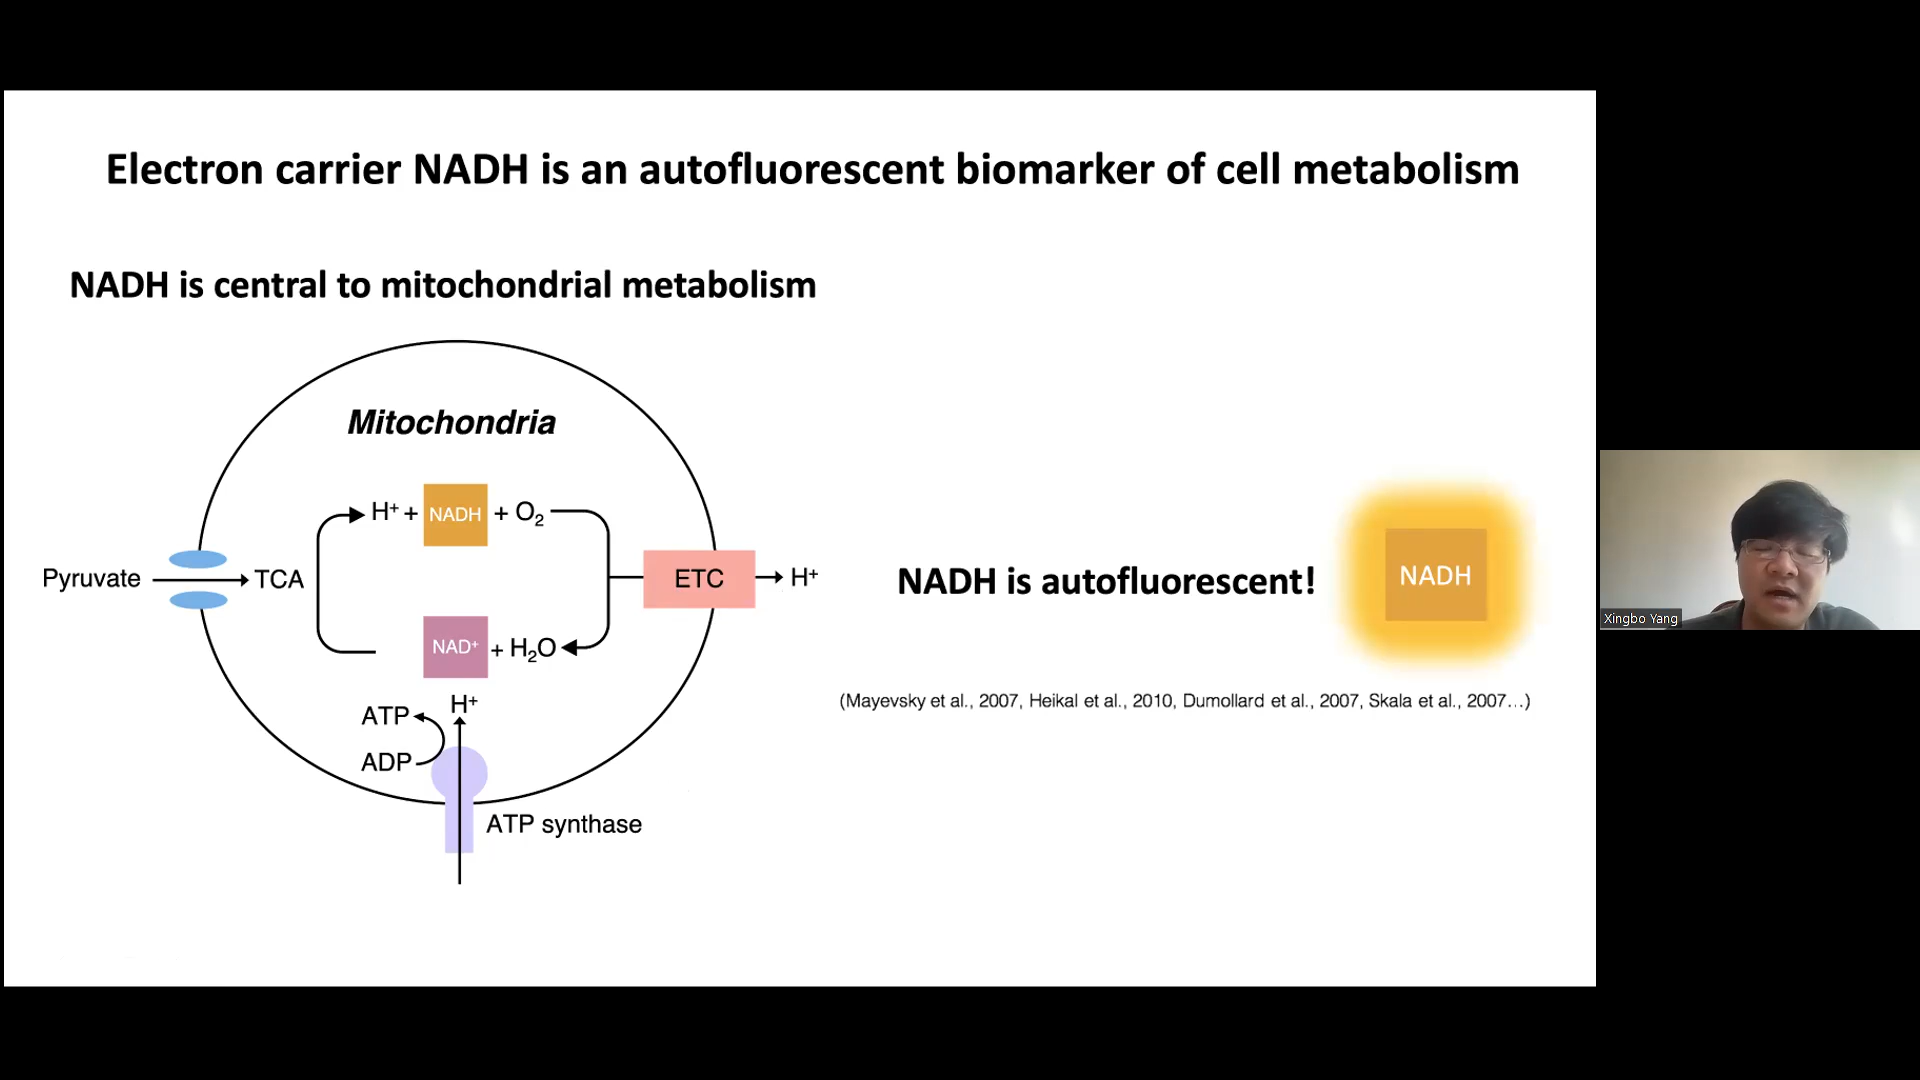 Electron carrier NADH is an autofluorescent biomarker of cell metabolism
NADH is central to mitochondrial metabolism
Mitochondria
H⁺ + NADH + O₂
Pyruvate
TCA
ETC
H⁺
NAD⁺ + H₂O
H⁺
ATP
ADP
ATP synthase
NADH is autofluorescent!
NADH
(Mayevsky et al., 2007, Heikal et al., 2010, Dumollard et al., 2007, Skala et al., 2007...)
Xingbo Yang